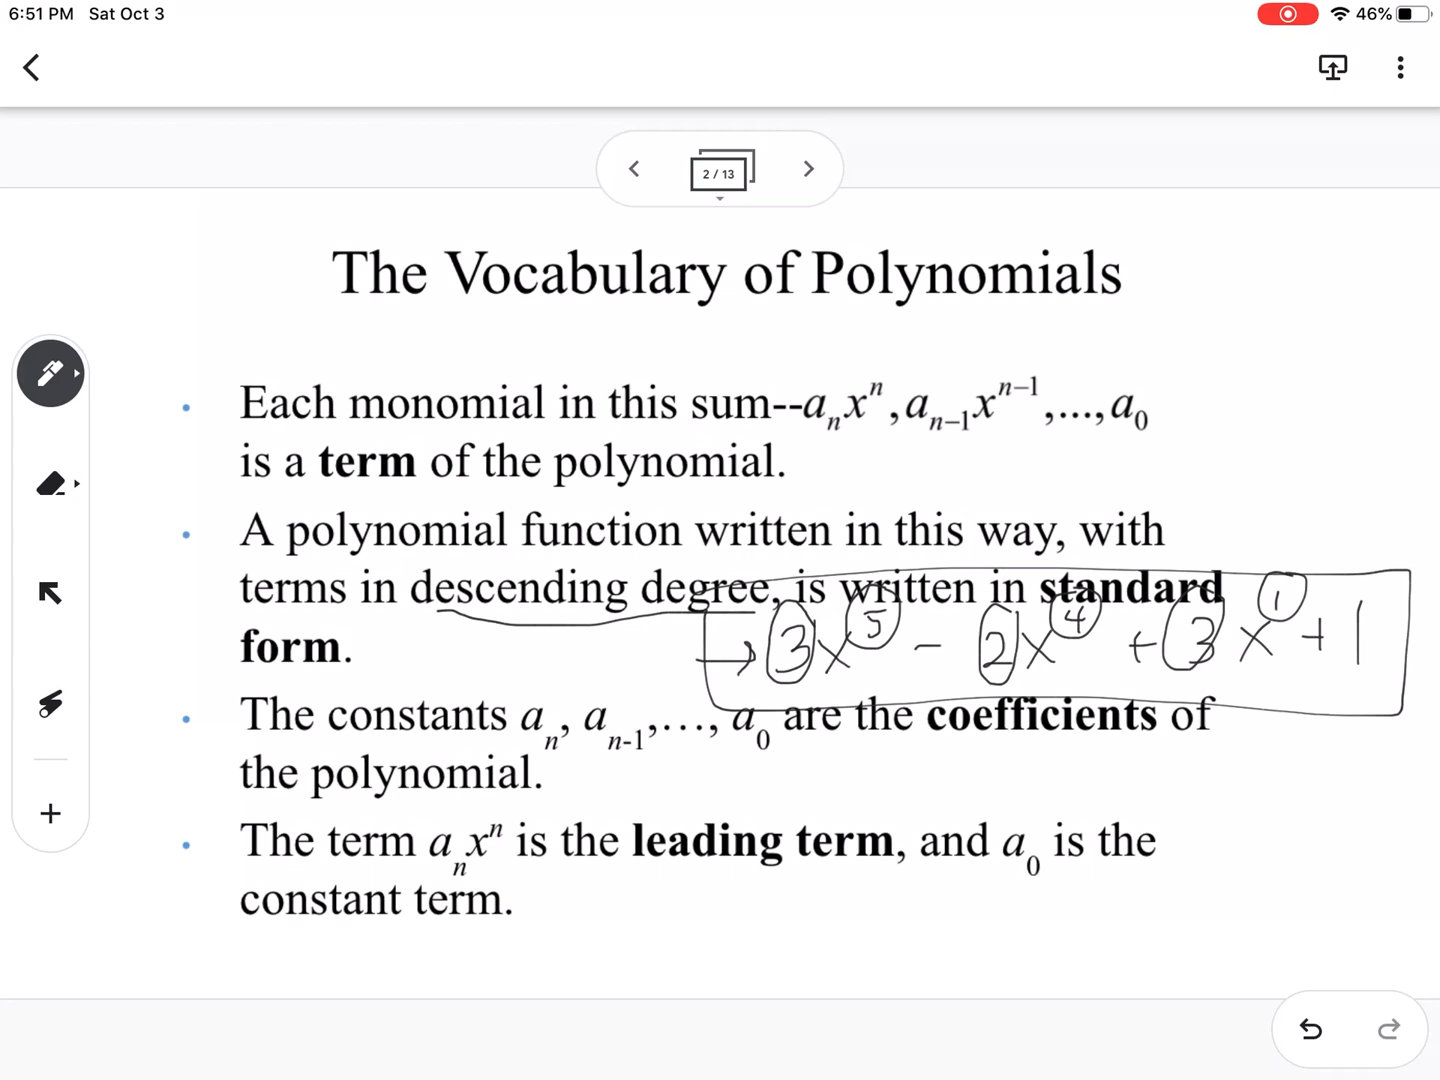 6:51 PM Sat Oct 3
46%
2 / 13
The Vocabulary of Polynomials
• Each monomial in this sum--aₙxⁿ, aₙ₋₁xⁿ⁻¹,..., a₀
is a term of the polynomial.
• A polynomial function written in this way, with
terms in descending degree, is written in standard
form.
→ 3x⁵ - 2x⁴ + 3x¹ + 1
• The constants aₙ, aₙ₋₁,..., a₀ are the coefficients of
the polynomial.
• The term aₙxⁿ is the leading term, and a₀ is the
constant term.